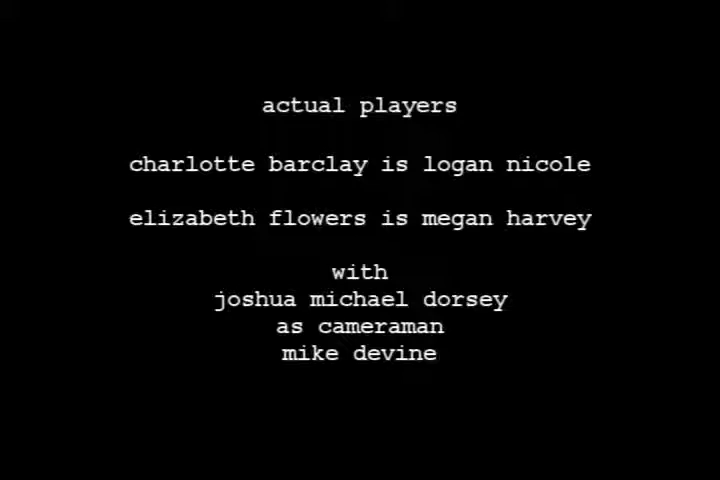 actual players
charlotte barclay is logan nicole
elizabeth flowers is megan harvey
with
joshua michael dorsey
as cameraman
mike devine